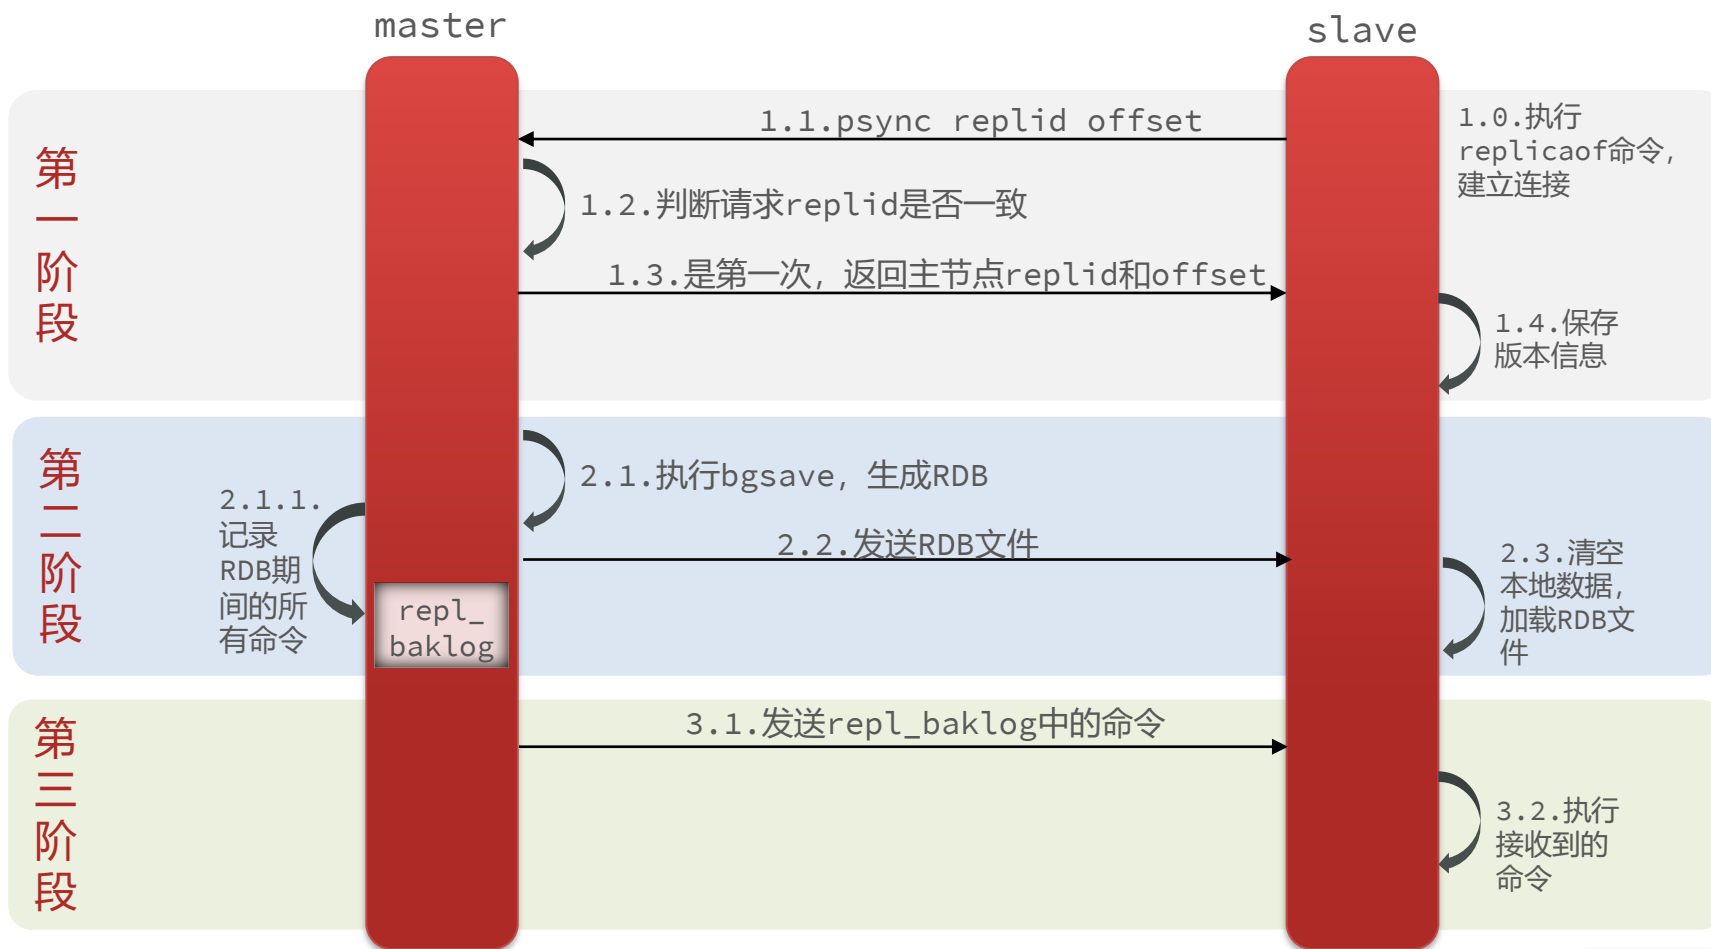 master
slave
第一阶段
1.0.执行
replicaof命令，
建立连接
1.1.psync replid offset
1.2.判断请求replid是否一致
1.3.是第一次，返回主节点replid和offset
1.4.保存
版本信息
第二阶段
2.1.执行bgsave，生成RDB
2.1.1.
记录
RDB期
间的所
有命令
repl_
baklog
2.2.发送RDB文件
2.3.清空
本地数据，
加载RDB文
件
第三阶段
3.1.发送repl_baklog中的命令
3.2.执行
接收到的
命令